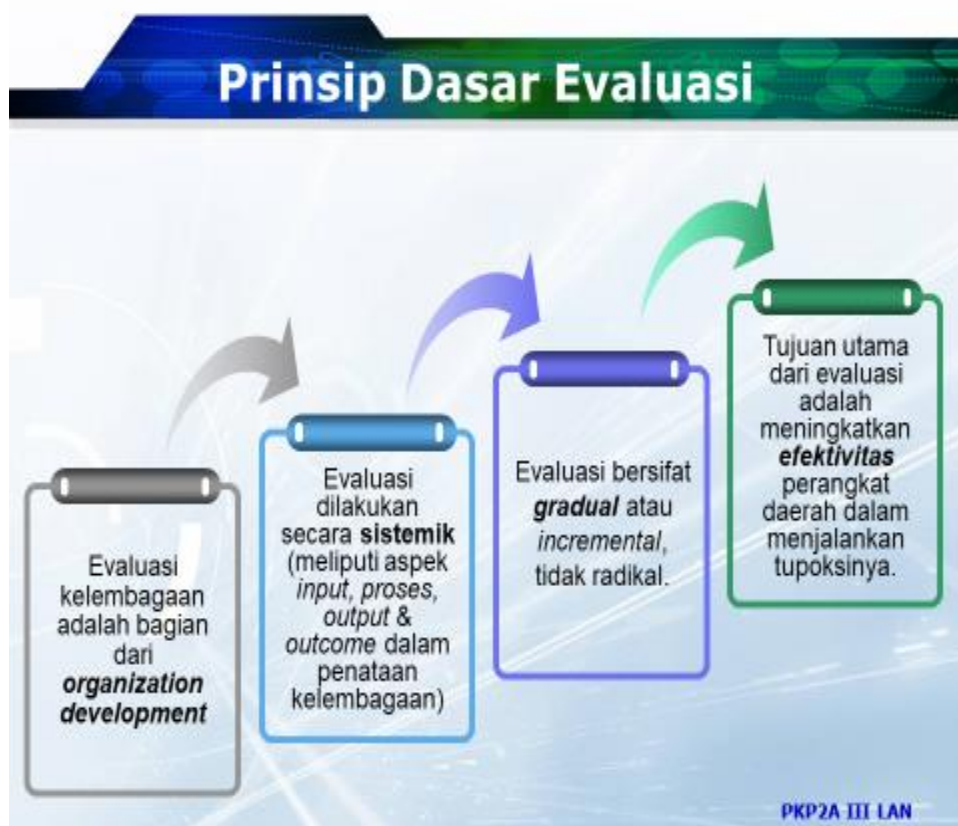 Prinsip Dasar Evaluasi
Evaluasi
kelembagaan
adalah bagian
dari
organization
development
Evaluasi
dilakukan
secara sistemik
(meliputi aspek
input, proses,
output &
outcome dalam
penataan
kelembagaan)
Evaluasi bersifat
gradual atau
incremental,
tidak radikal.
Tujuan utama
dari evaluasi
adalah
meningkatkan
efektivitas
perangkat
daerah dalam
menjalankan
tupoksinya.
PKP2A III LAN